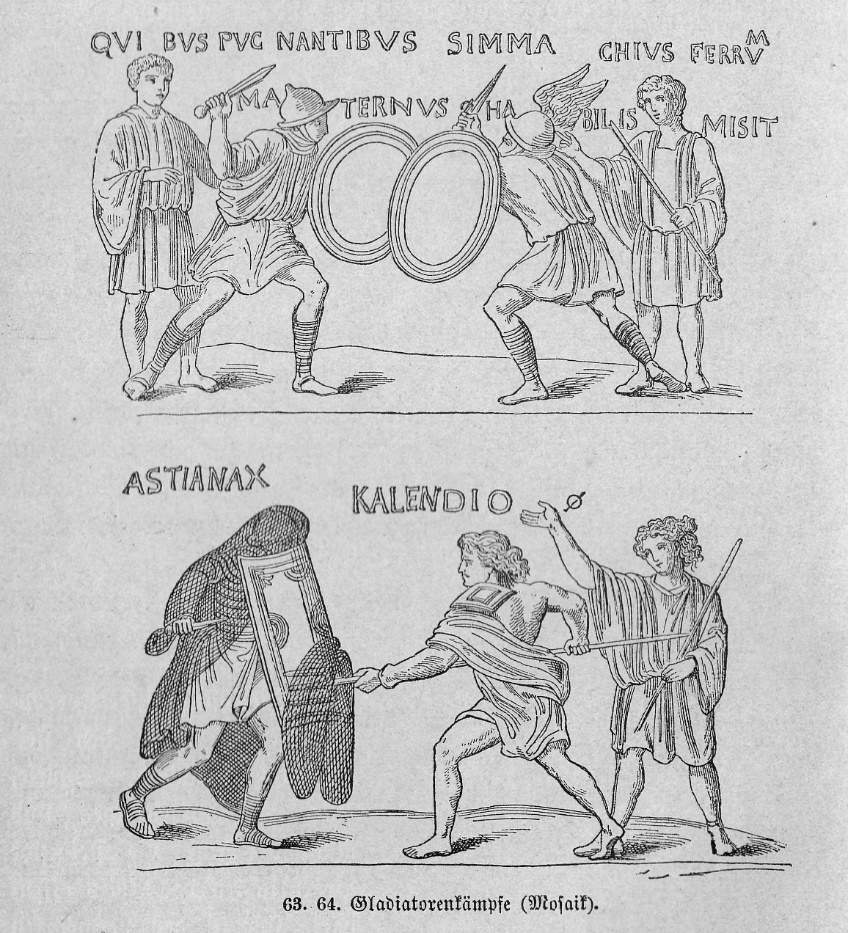 QVI BVS PVG NANTIBVS SIMMA CHIVS FERRVM
MA TERNVS HA BILIS MISIT
ASTIANAX
KALENDIO Ø
63. 64. Gladiatorenkämpfe (Mosaik).